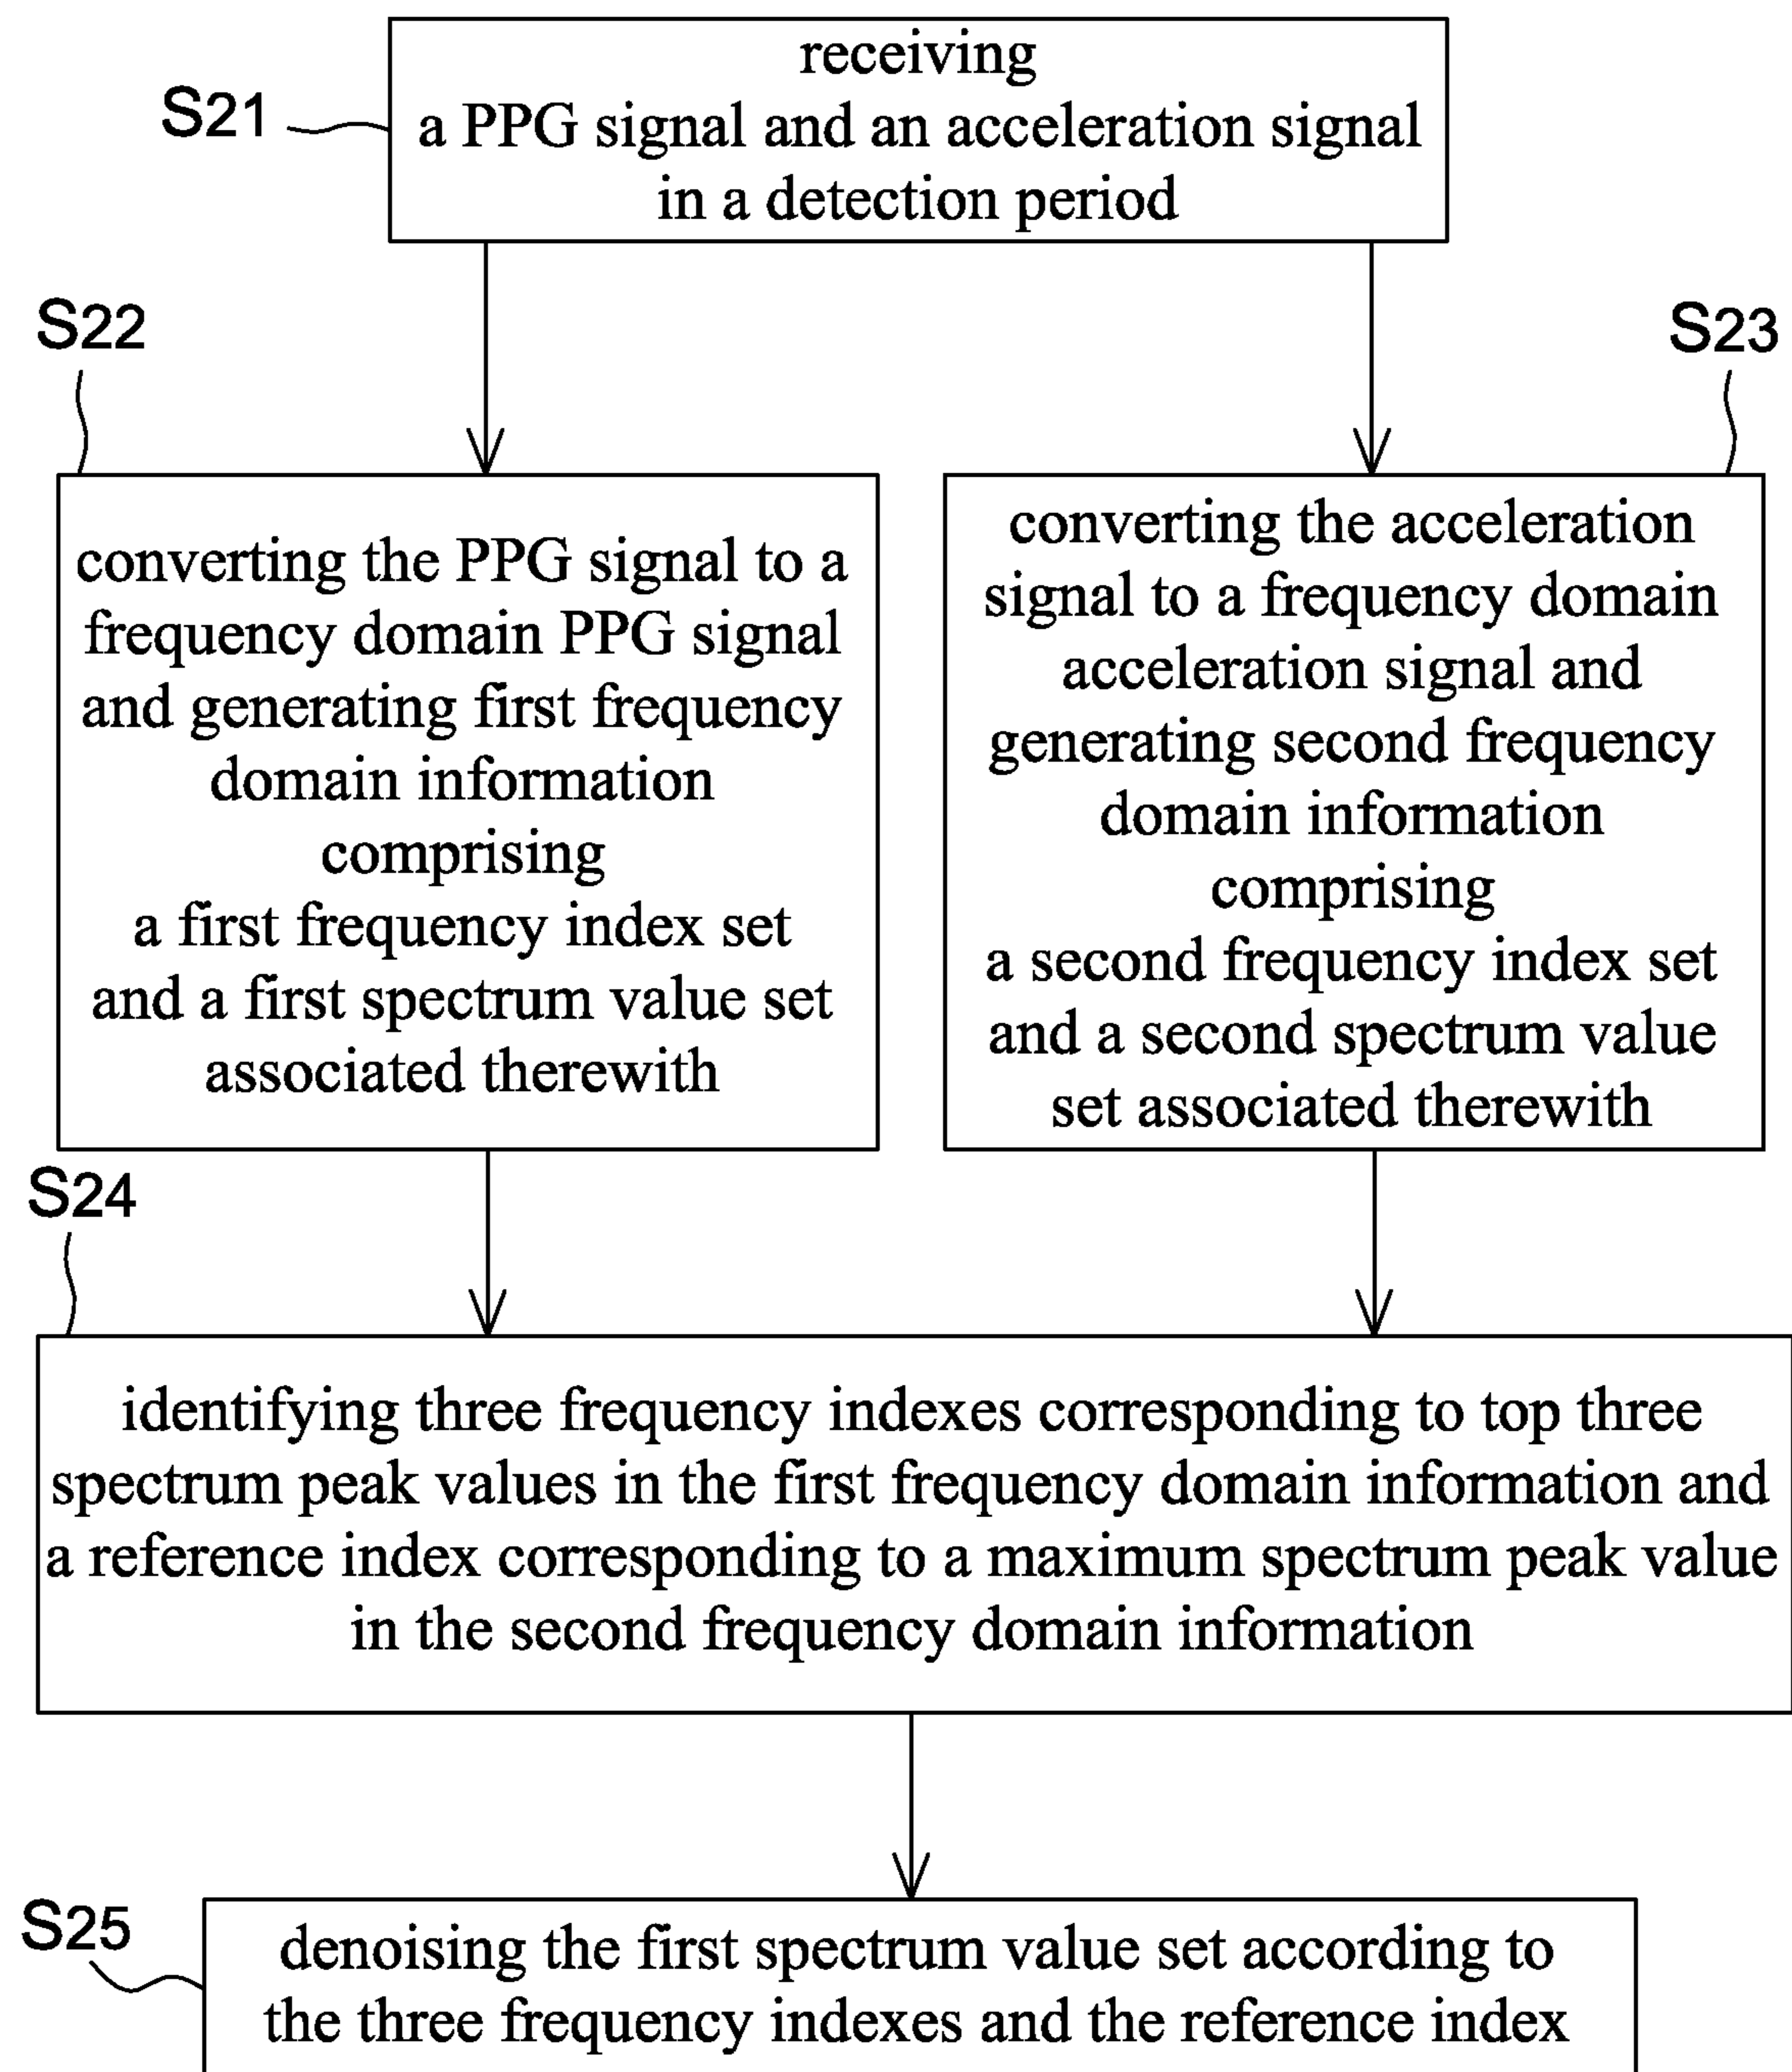 receiving
S21
a PPG signal and an acceleration signal
in a detection period
S22
S23
converting the PPG signal to a
frequency domain PPG signal
and generating first frequency
domain information
comprising
a first frequency index set
and a first spectrum value set
associated therewith
converting the acceleration
signal to a frequency domain
acceleration signal and
generating second frequency
domain information
comprising
a second frequency index set
and a second spectrum value
set associated therewith
S24
identifying three frequency indexes corresponding to top three
spectrum peak values in the first frequency domain information and
a reference index corresponding to a maximum spectrum peak value
in the second frequency domain information
S25
denoising the first spectrum value set according to
the three frequency indexes and the reference index